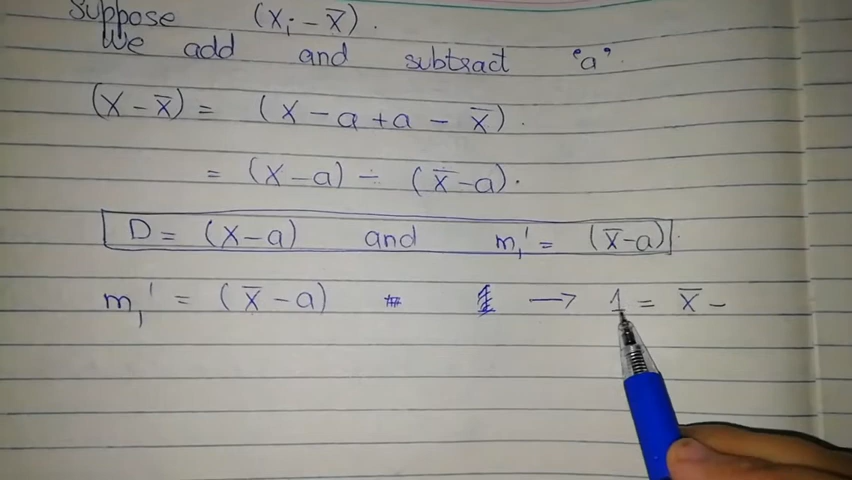 Suppose (Xi - X̄).
We add and subtract 'a'.
(X - X̄) = (X - a + a - X̄).
= (X - a) - (X̄ - a).
D = (X - a) and m₁' = (X̄ - a).
m₁' = (X̄ - a) → 1 = X̄ -